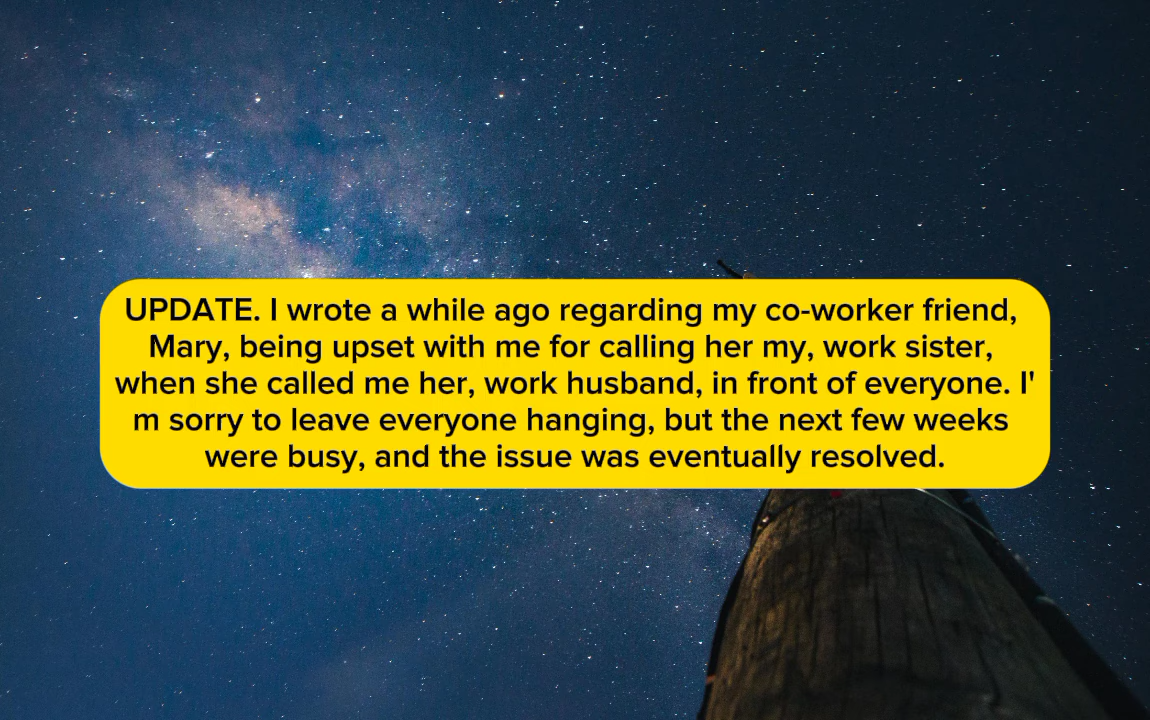 UPDATE. I wrote a while ago regarding my co-worker friend,
Mary, being upset with me for calling her my, work sister,
when she called me her, work husband, in front of everyone. I'
m sorry to leave everyone hanging, but the next few weeks
were busy, and the issue was eventually resolved.